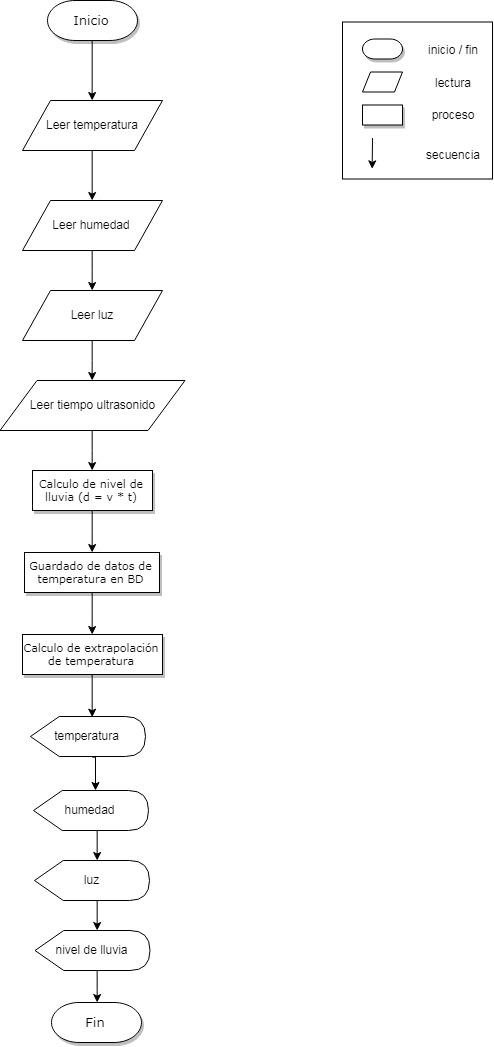 Inicio
Leer temperatura
Leer humedad
Leer luz
Leer tiempo ultrasonido
Calculo de nivel de
lluvia (d = v * t)
Guardado de datos de
temperatura en BD
Calculo de extrapolación
de temperatura
temperatura
humedad
luz
nivel de lluvia
Fin
inicio / fin
lectura
proceso
secuencia